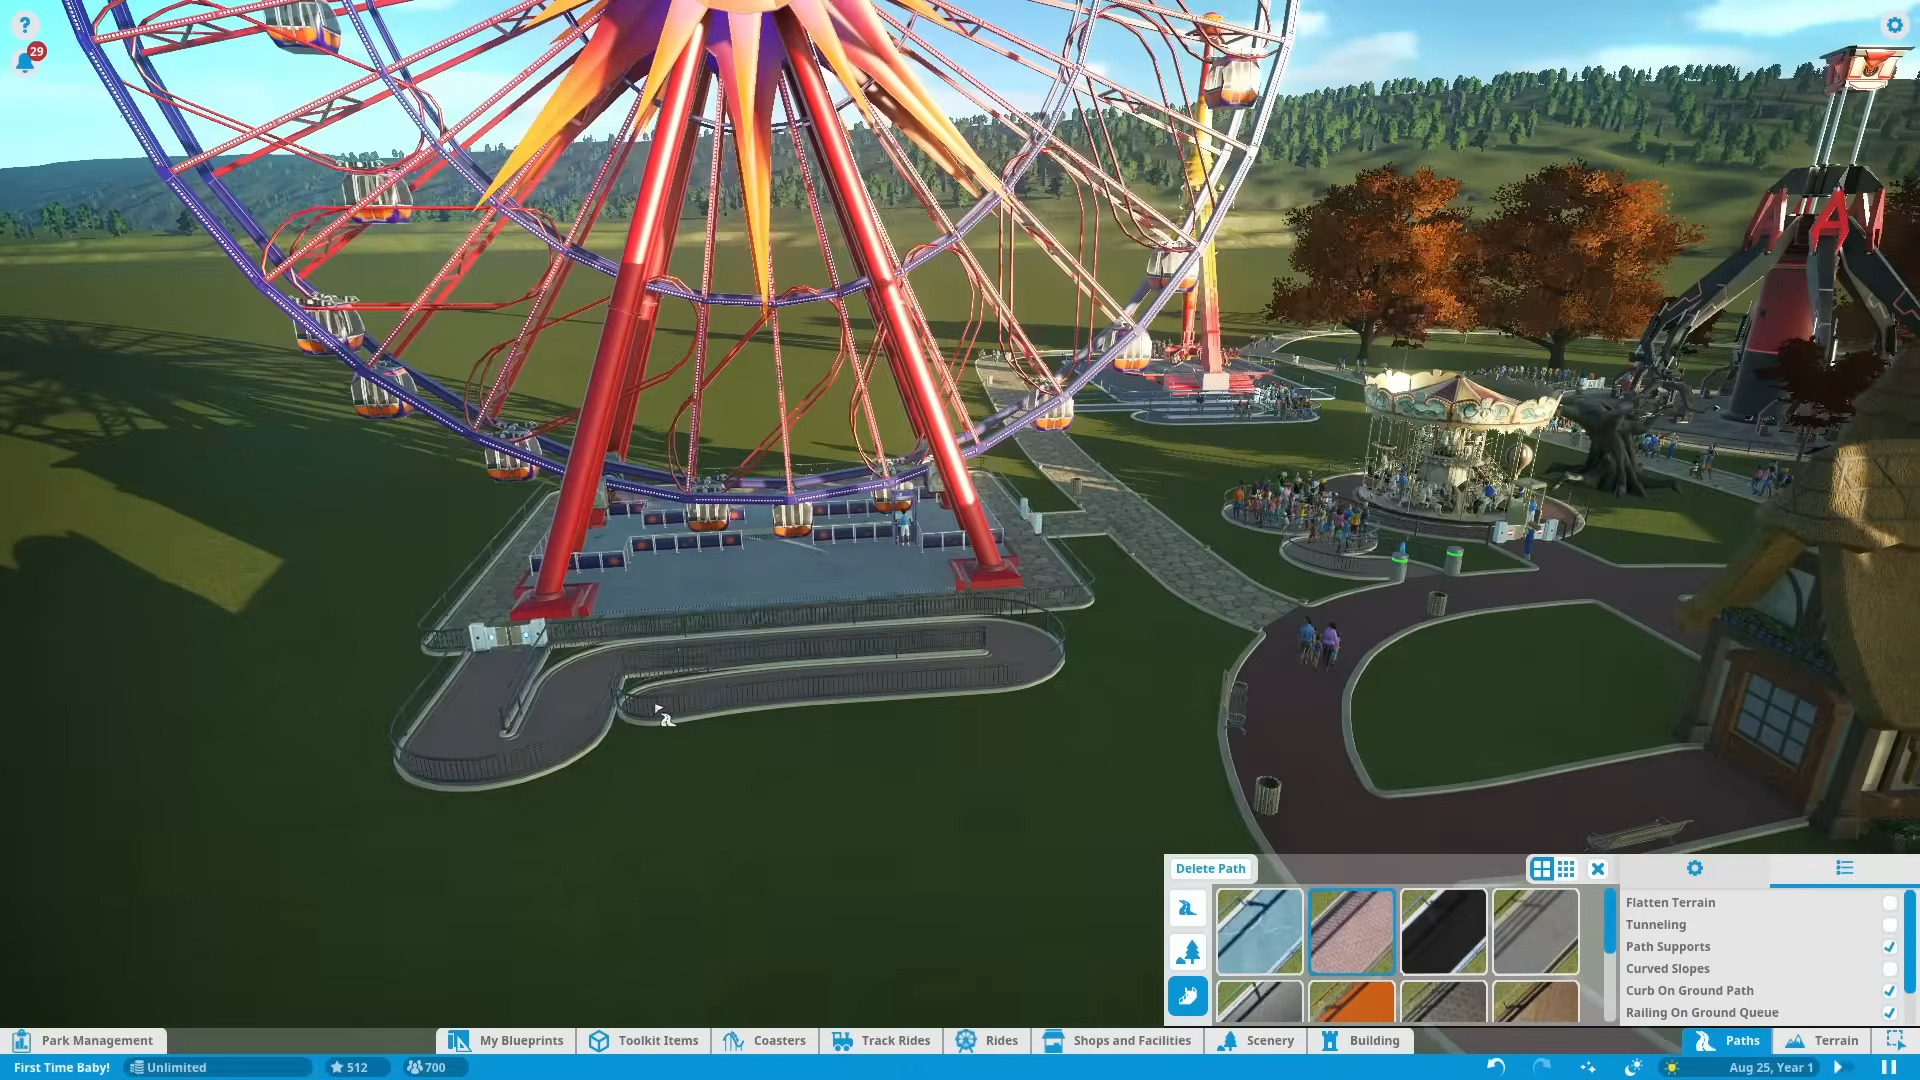 ?
29
A
Delete Path
Flatten Terrain
Tunneling
Path Supports
Curved Slopes
Curb On Ground Path
Railing On Ground Queue
Park Management
My Blueprints
Toolkit Items
Coasters
Track Rides
Rides
Shops and Facilities
Scenery
Building
Paths
Terrain
First Time Baby!
Unlimited
512
700
Aug 25, Year 1